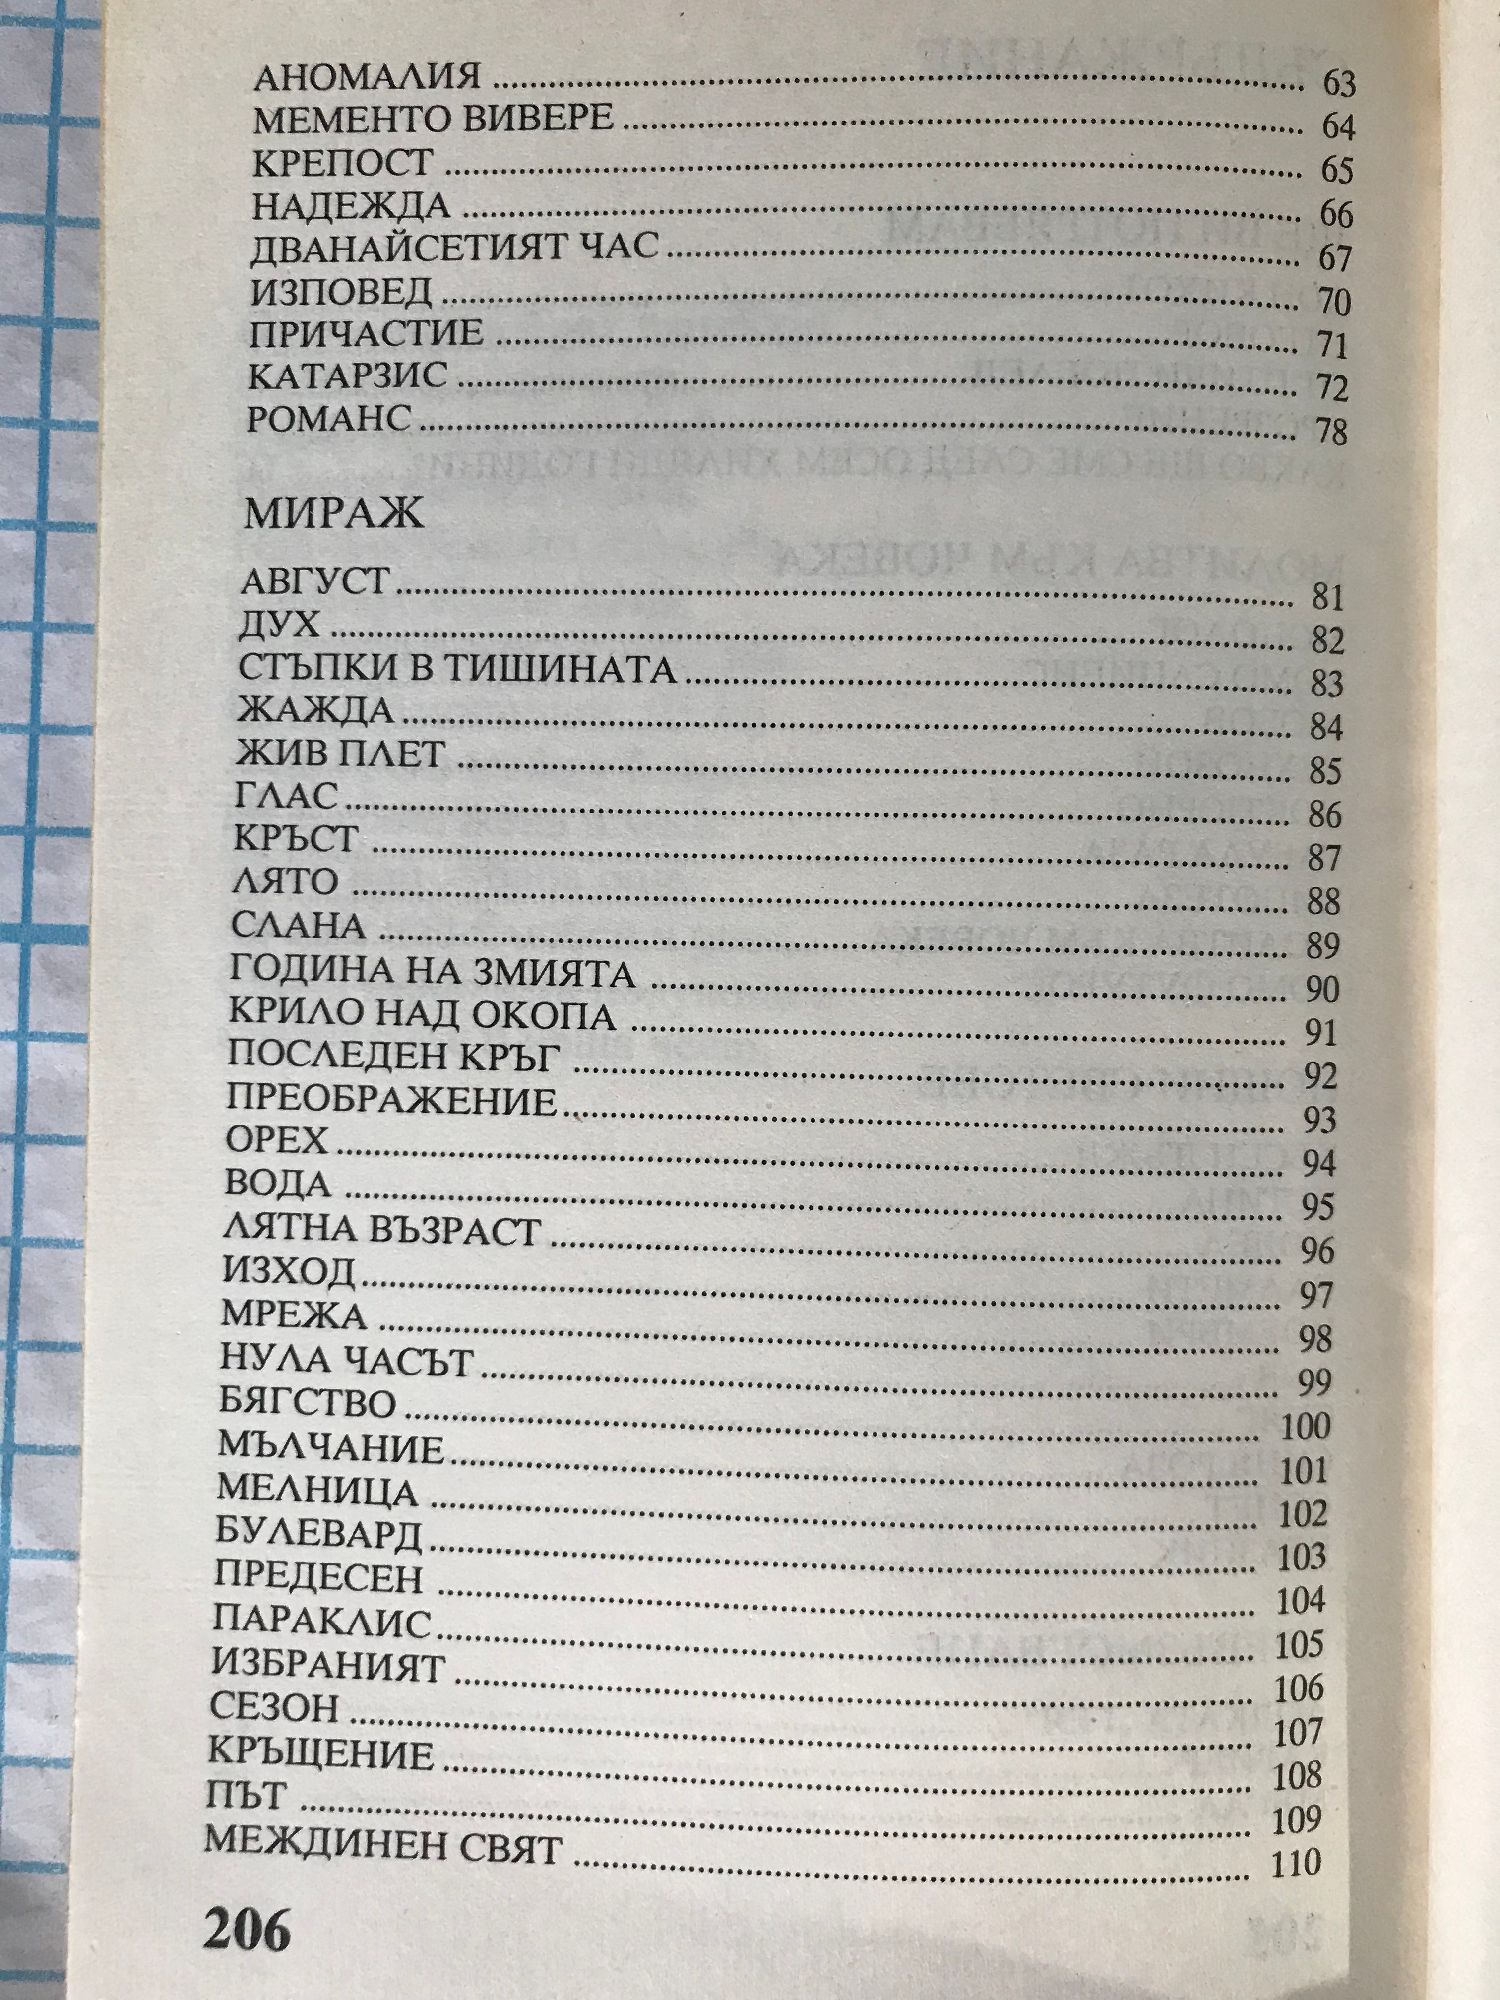 АНОМАЛИЯ ........ 63
МЕМЕНТО ВИВЕРЕ ........ 64
КРЕПОСТ ........ 65
НАДЕЖДА ........ 66
ДВАНАЙСЕТИЯТ ЧАС ........ 67
ИЗПОВЕД ........ 70
ПРИЧАСТИЕ ........ 71
КАТАРЗИС ........ 72
РОМАНС ........ 78
МИРАЖ
АВГУСТ ........ 81
ДУХ ........ 82
СТЪПКИ В ТИШИНАТА ........ 83
ЖАЖДА ........ 84
ЖИВ ПЛЕТ ........ 85
ГЛАС ........ 86
КРЪСТ ........ 87
ЛЯТО ........ 88
СЛАНА ........ 89
ГОДИНА НА ЗМИЯТА ........ 90
КРИЛО НАД ОКОПА ........ 91
ПОСЛЕДЕН КРЪГ ........ 92
ПРЕОБРАЖЕНИЕ ........ 93
ОРЕХ ........ 94
ВОДА ........ 95
ЛЯТНА ВЪЗРАСТ ........ 96
ИЗХОД ........ 97
МРЕЖА ........ 98
НУЛА ЧАСЪТ ........ 99
БЯГСТВО ........ 100
МЪЛЧАНИЕ ........ 101
МЕЛНИЦА ........ 102
БУЛЕВАРД ........ 103
ПРЕДЕСЕН ........ 104
ПАРАКЛИС ........ 105
ИЗБРАНИЯТ ........ 106
СЕЗОН ........ 107
КРЪЩЕНИЕ ........ 108
ПЪТ ........ 109
МЕЖДИНЕН СВЯТ ........ 110
206